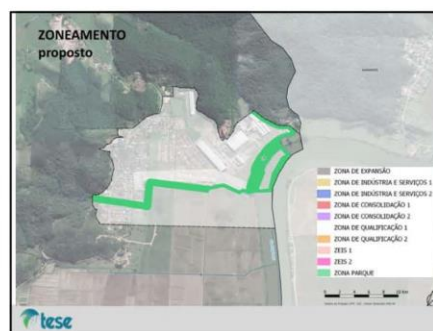 ZONEAMENTO
proposto
ZONA DE EXPANSÃO
ZONA DE INDÚSTRIA E SERVIÇOS 1
ZONA DE INDÚSTRIA E SERVIÇOS 2
ZONA DE CONSOLIDAÇÃO 1
ZONA DE CONSOLIDAÇÃO 2
ZONA DE QUALIFICAÇÃO 1
ZONA DE QUALIFICAÇÃO 2
ZEIS 1
ZEIS 2
ZONA PARQUE
tese